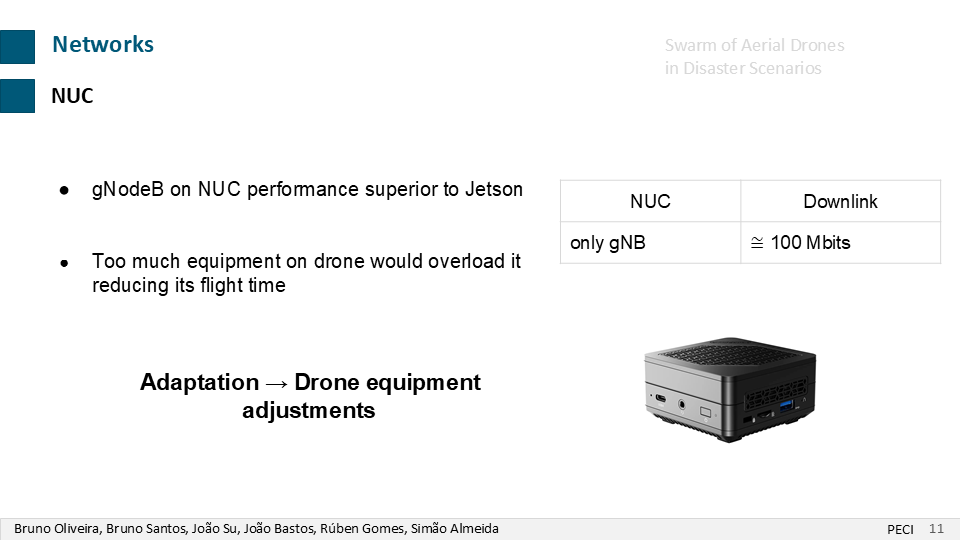 Networks
Swarm of Aerial Drones
in Disaster Scenarios
NUC
● gNodeB on NUC performance superior to Jetson
● Too much equipment on drone would overload it
reducing its flight time
NUC Downlink
only gNB ≅ 100 Mbits
Adaptation → Drone equipment
adjustments
Bruno Oliveira, Bruno Santos, João Su, João Bastos, Rúben Gomes, Simão Almeida PECI 11